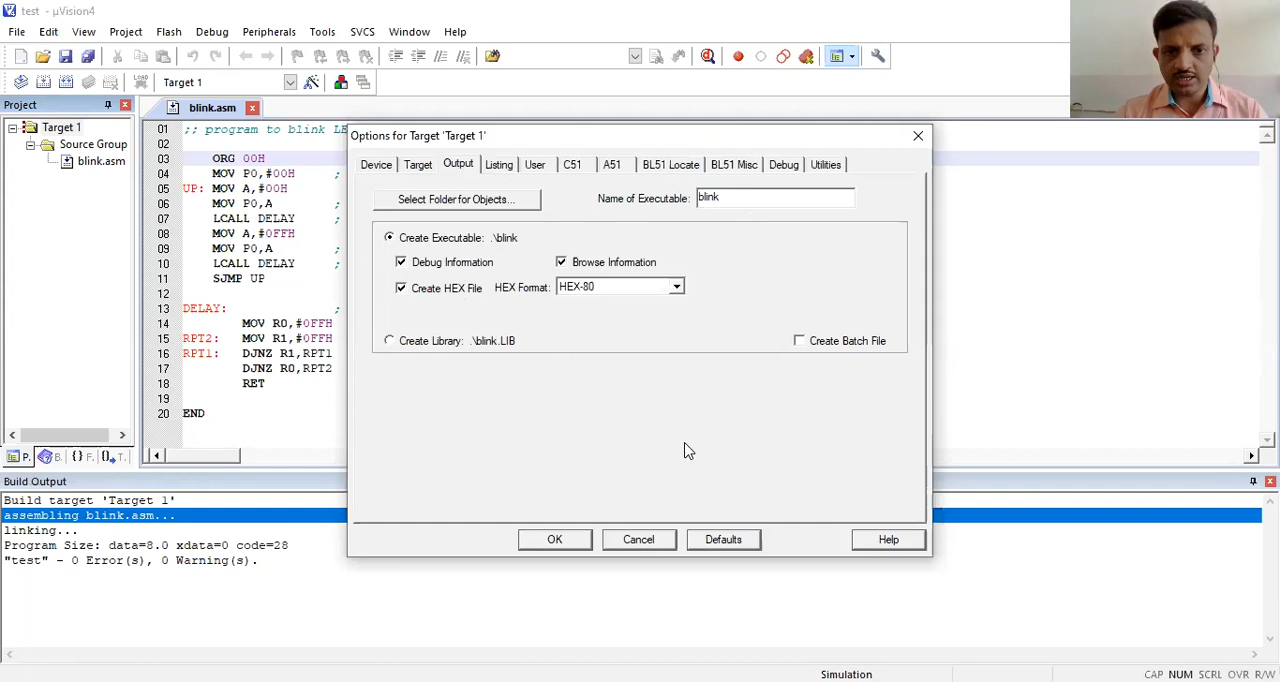 test - µVision4
File Edit View Project Flash Debug Peripherals Tools SVCS Window Help
LOAD Target 1
Project
blink.asm
Target 1
Source Group
blink.asm
P. B. {} F. T.
01 ;; program to blink LE
02
03 ORG 00H
04 MOV P0,#00H ;
05 UP: MOV A,#00H
06 MOV P0,A ;
07 LCALL DELAY ;
08 MOV A,#0FFH
09 MOV P0,A ;
10 LCALL DELAY ;
11 SJMP UP
12
13 DELAY: ;
14 MOV R0,#0FFH
15 RPT2: MOV R1,#0FFH
16 RPT1: DJNZ R1,RPT1
17 DJNZ R0,RPT2
18 RET
19
20 END
Options for Target 'Target 1'
Device Target Output Listing User C51 A51 BL51 Locate BL51 Misc Debug Utilities
Select Folder for Objects... Name of Executable: blink
Create Executable: .\blink
Debug Information Browse Information
Create HEX File HEX Format: HEX-80
Create Library: .\blink.LIB Create Batch File
OK Cancel Defaults Help
Build Output
Build target 'Target 1'
assembling blink.asm...
linking...
Program Size: data=8.0 xdata=0 code=28
"test" - 0 Error(s), 0 Warning(s).
Simulation CAP NUM SCRL OVR R/W